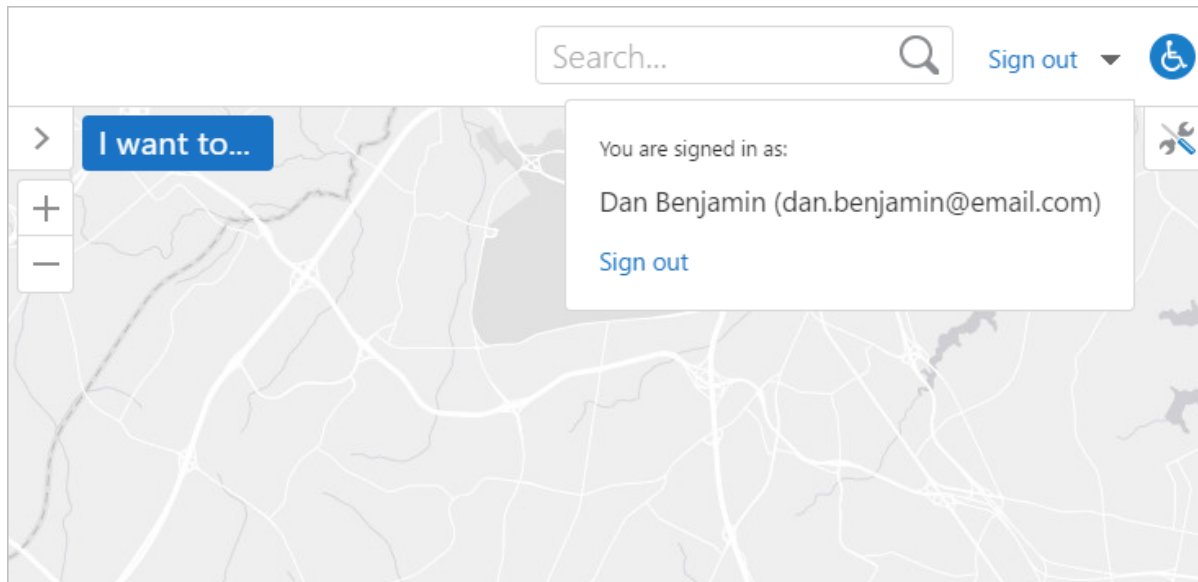 Search...
Sign out
I want to...
You are signed in as:
Dan Benjamin (dan.benjamin@email.com)
Sign out